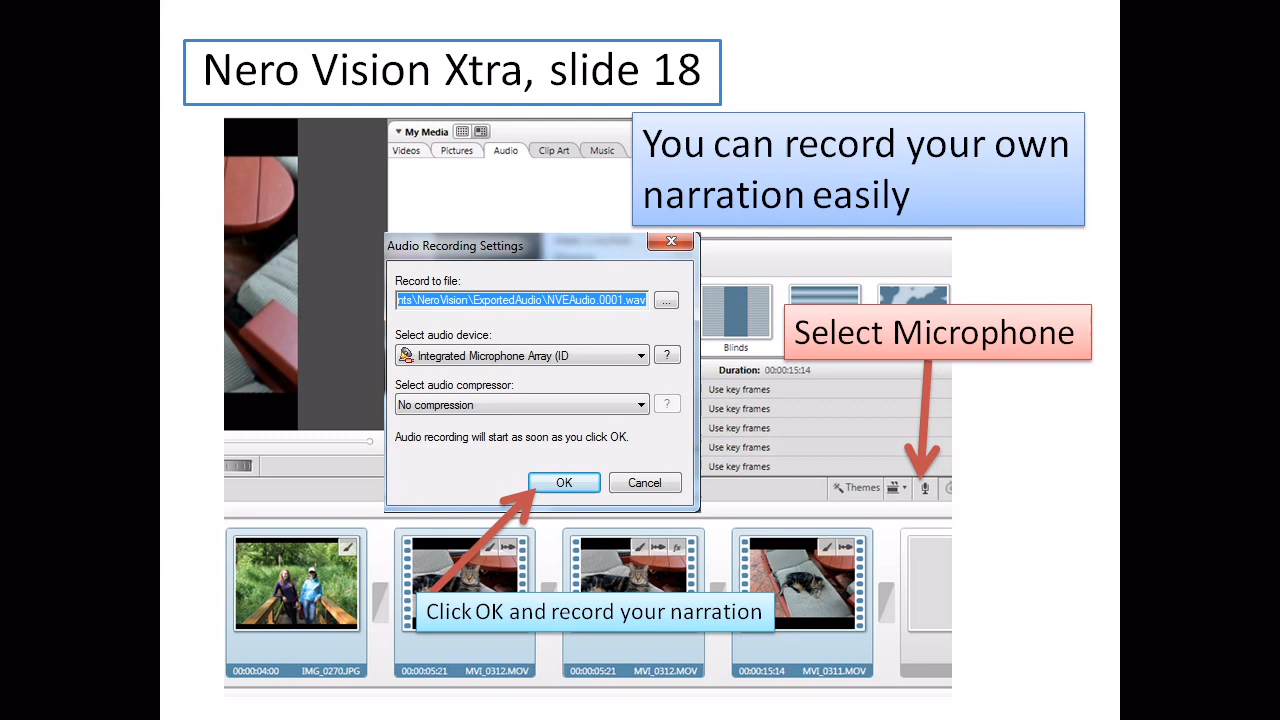 Nero Vision Xtra, slide 18
You can record your own
narration easily
My Media
Videos Pictures Audio Clip Art Music
Audio Recording Settings
Record to file:
nts\NeroVision\ExportedAudio\NVEAudio.0001.wav
...
Select audio device:
Integrated Microphone Array (ID
?
Select audio compressor:
No compression
?
Audio recording will start as soon as you click OK.
OK Cancel
Blinds
Select Microphone
Duration: 00:00:15:14
Use key frames
Use key frames
Use key frames
Use key frames
Use key frames
Themes
fx
Click OK and record your narration
00:00:04:00 IMG_0270.JPG
00:00:05:21 MVI_0312.MOV
00:00:05:21 MVI_0312.MOV
00:00:15:14 MVI_0311.MOV